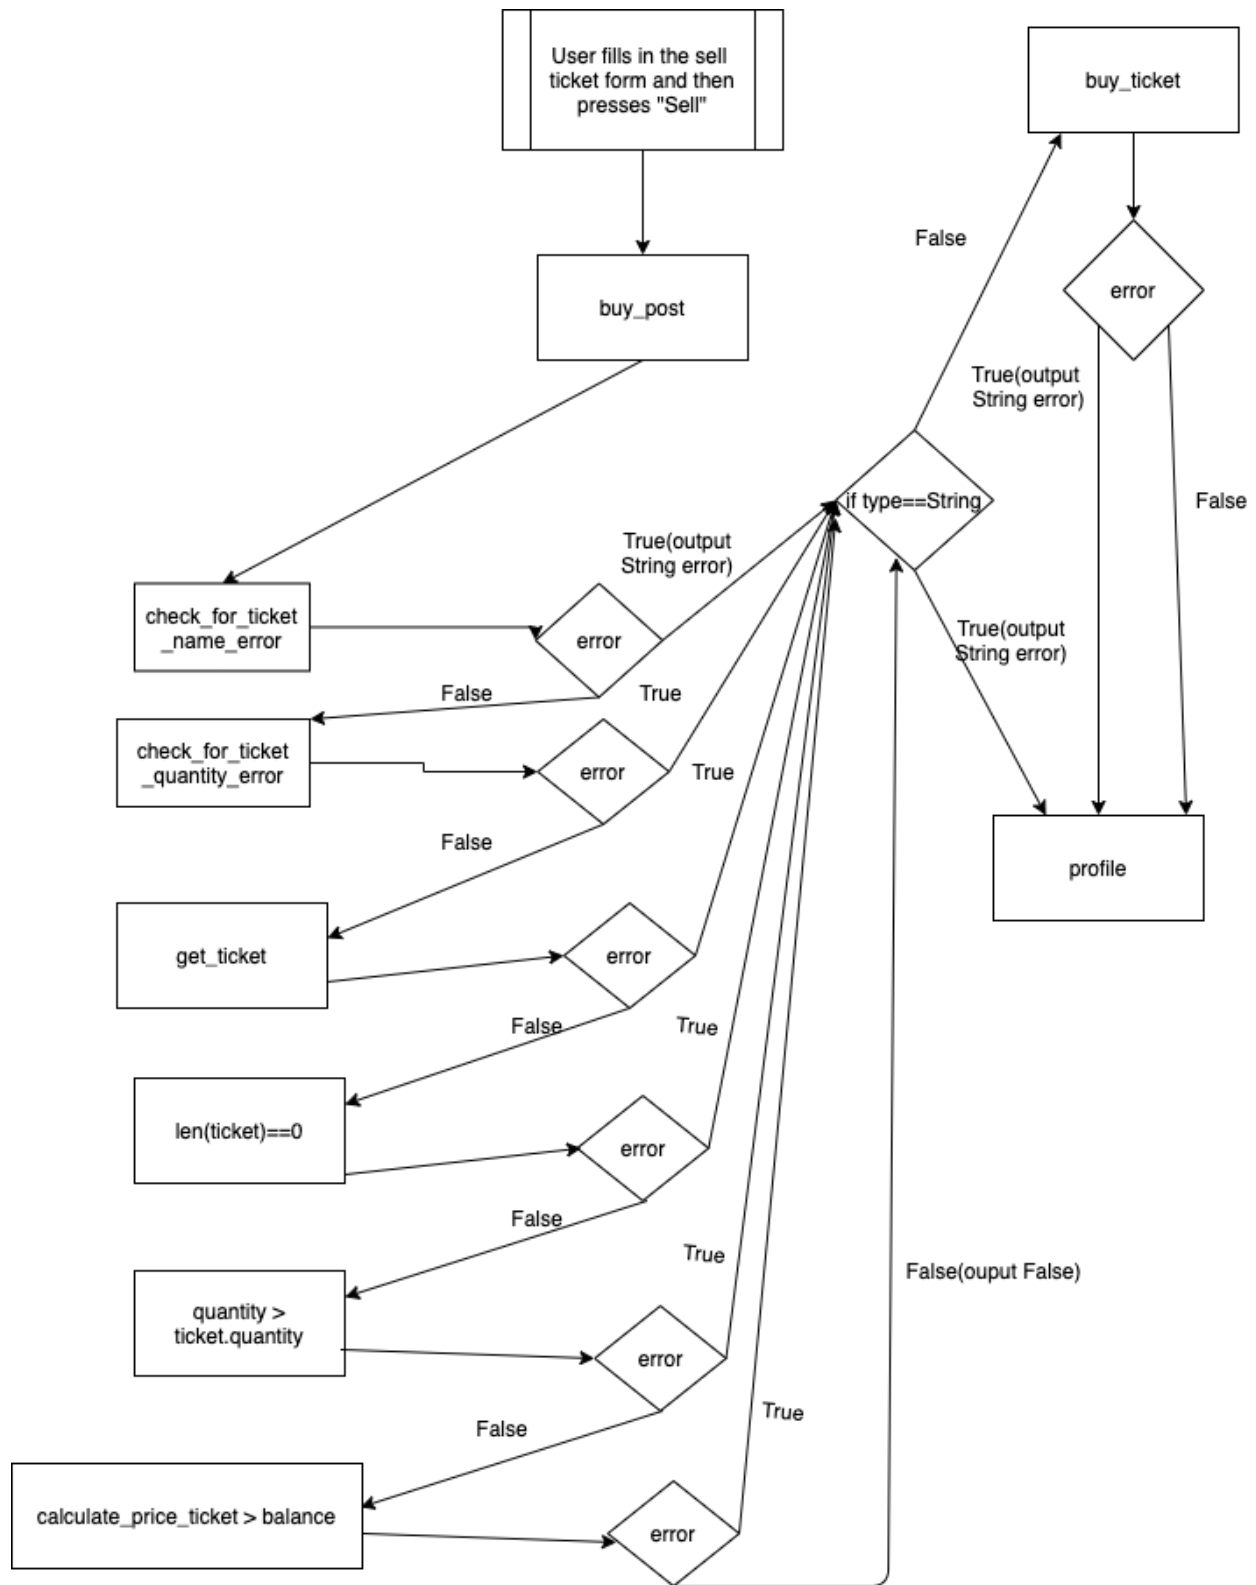 User fills in the sell
ticket form and then
presses "Sell"
buy_ticket
False
error
buy_post
True(output
String error)
if type==String
False
True(output
String error)
check_for_ticket
_name_error
error
True(output
String error)
False
True
check_for_ticket
_quantity_error
error
True
False
profile
get_ticket
error
False
True
len(ticket)==0
error
False
True
False(ouput False)
quantity >
ticket.quantity
error
False
True
calculate_price_ticket > balance
error